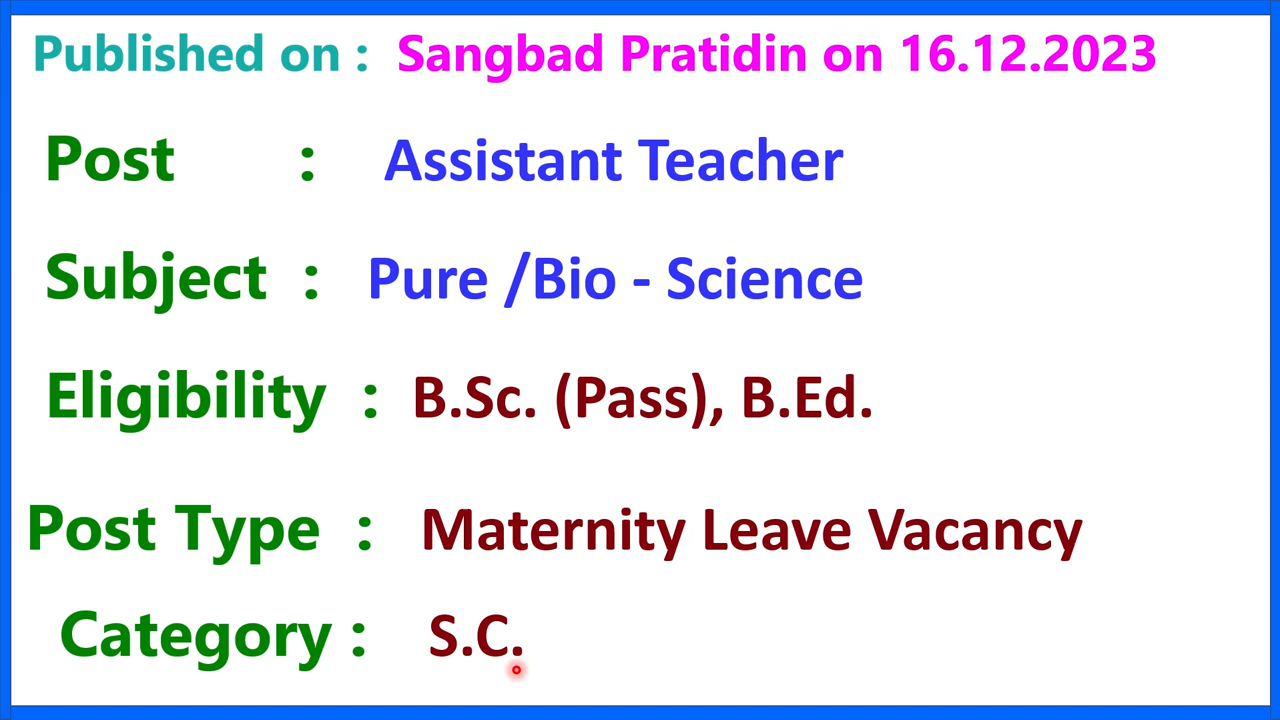 Published on : Sangbad Pratidin on 16.12.2023
Post : Assistant Teacher
Subject : Pure /Bio - Science
Eligibility : B.Sc. (Pass), B.Ed.
Post Type : Maternity Leave Vacancy
Category : S.C.